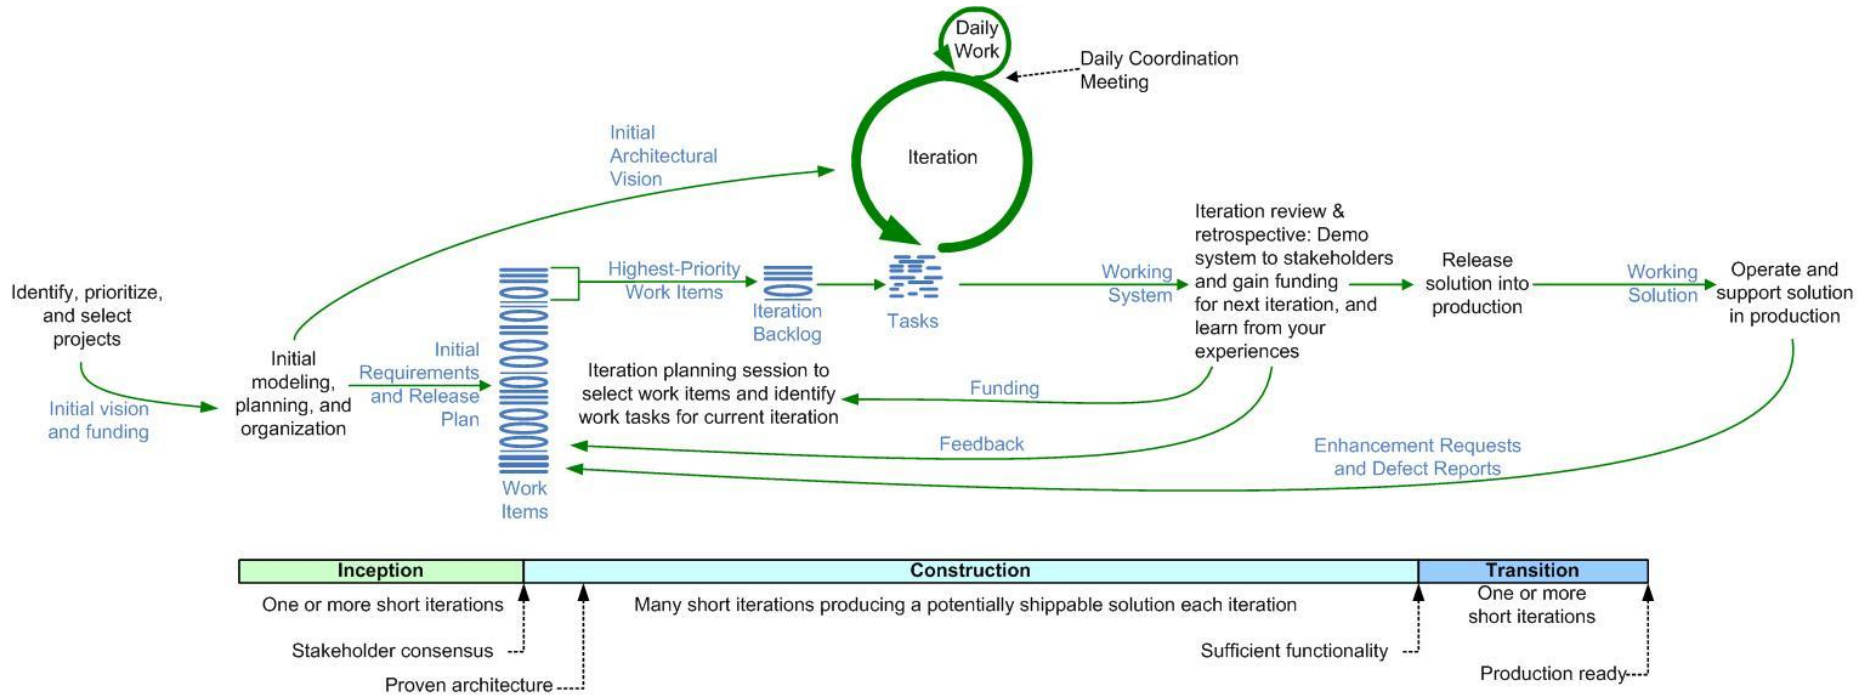 Daily
Work
Daily Coordination
Meeting
Initial
Architectural
Vision
Iteration
Identify, prioritize,
and select
projects
Initial vision
and funding
Initial
modeling,
planning, and
organization
Initial
Requirements
and Release
Plan
Work
Items
Highest-Priority
Work Items
Iteration
Backlog
Tasks
Iteration planning session to
select work items and identify
work tasks for current iteration
Working
System
Iteration review &
retrospective: Demo
system to stakeholders
and gain funding
for next iteration, and
learn from your
experiences
Release
solution into
production
Working
Solution
Operate and
support solution
in production
Funding
Feedback
Enhancement Requests
and Defect Reports
Inception
Construction
Transition
One or more short iterations
Many short iterations producing a potentially shippable solution each iteration
One or more
short iterations
Stakeholder consensus
Proven architecture
Sufficient functionality
Production ready